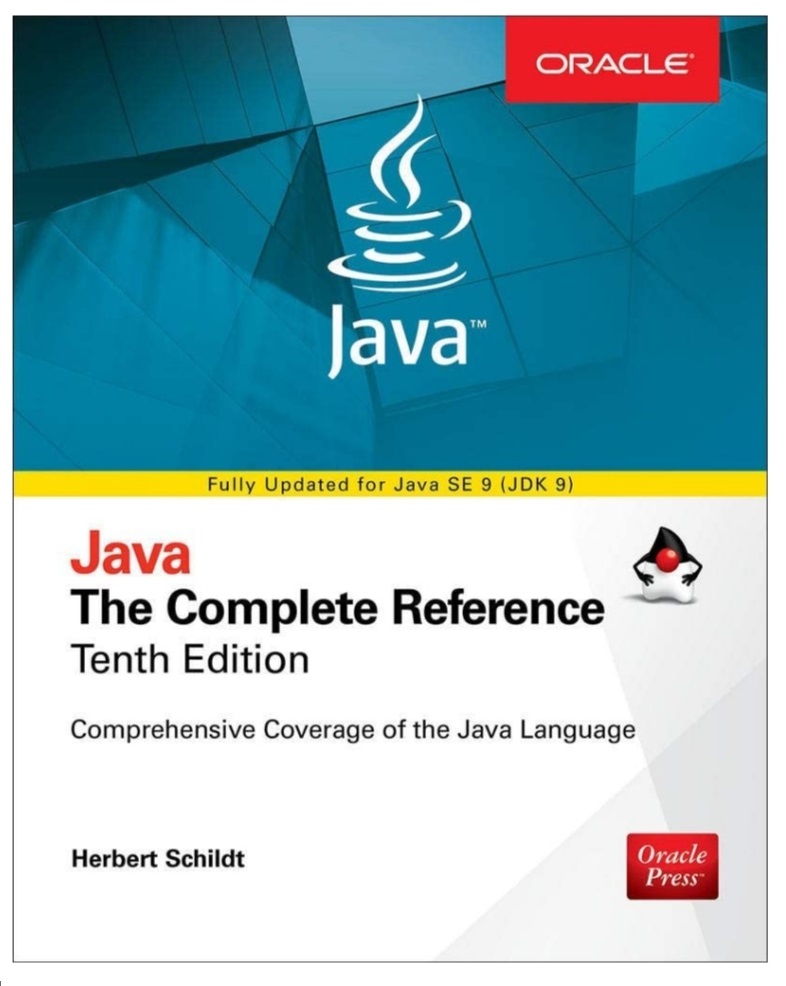 ORACLE®
Java™
Fully Updated for Java SE 9 (JDK 9)
Java
The Complete Reference
Tenth Edition
Comprehensive Coverage of the Java Language
Herbert Schildt
Oracle
Press™